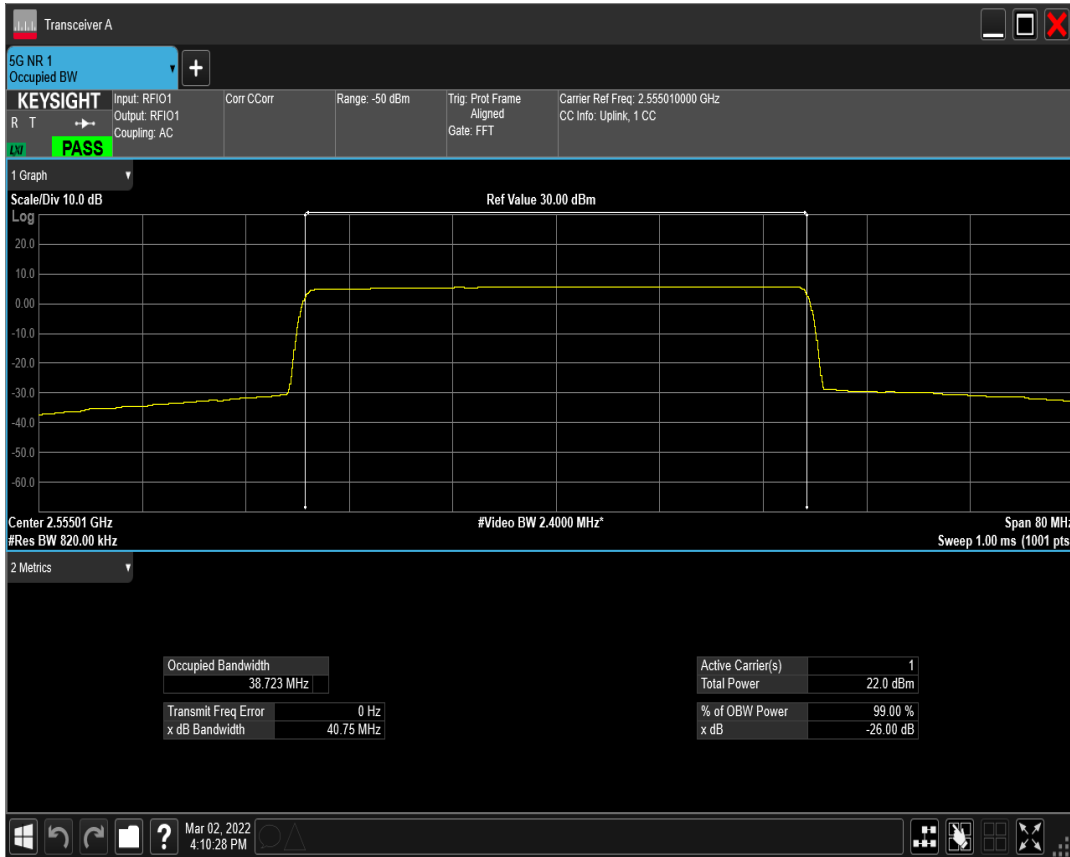 Transceiver A
5G NR 1
Occupied BW
KEYSIGHT
R T
LXI
PASS
Input: RFIO1
Output: RFIO1
Coupling: AC
Corr CCorr
Range: -50 dBm
Trig: Prot Frame
Aligned
Gate: FFT
Carrier Ref Freq: 2.555010000 GHz
CC Info: Uplink, 1 CC
1 Graph
Scale/Div 10.0 dB
Ref Value 30.00 dBm
Log
20.0
10.0
0.00
-10.0
-20.0
-30.0
-40.0
-50.0
-60.0
Center 2.55501 GHz
#Video BW 2.4000 MHz*
Span 80 MHz
#Res BW 820.00 kHz
Sweep 1.00 ms (1001 pts
2 Metrics
Occupied Bandwidth
38.723 MHz
Transmit Freq Error 0 Hz
x dB Bandwidth 40.75 MHz
Active Carrier(s) 1
Total Power 22.0 dBm
% of OBW Power 99.00 %
x dB -26.00 dB
?
Mar 02, 2022
4:10:28 PM